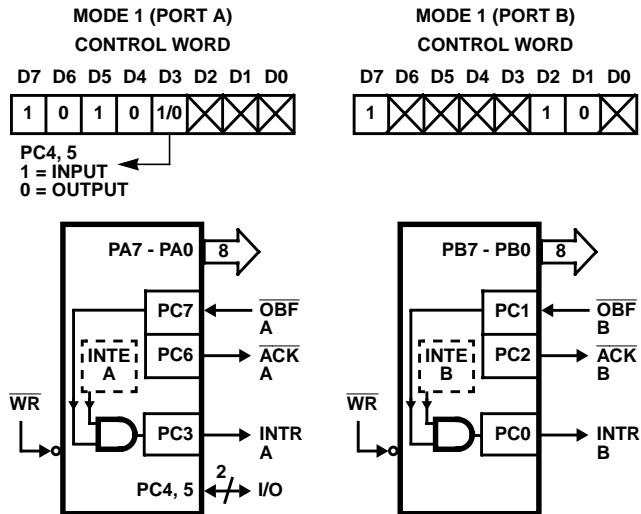 MODE 1 (PORT A)
CONTROL WORD
D7 D6 D5 D4 D3 D2 D1 D0
1 0 1 0 1/0
PC4, 5
1 = INPUT
0 = OUTPUT
PA7 - PA0 8
PC7 OBF A
INTE A
PC6 ACK A
WR
PC3 INTR A
PC4, 5 2 I/O
MODE 1 (PORT B)
CONTROL WORD
D7 D6 D5 D4 D3 D2 D1 D0
1 1 0
PB7 - PB0 8
PC1 OBF B
INTE B
PC2 ACK B
WR
PC0 INTR B